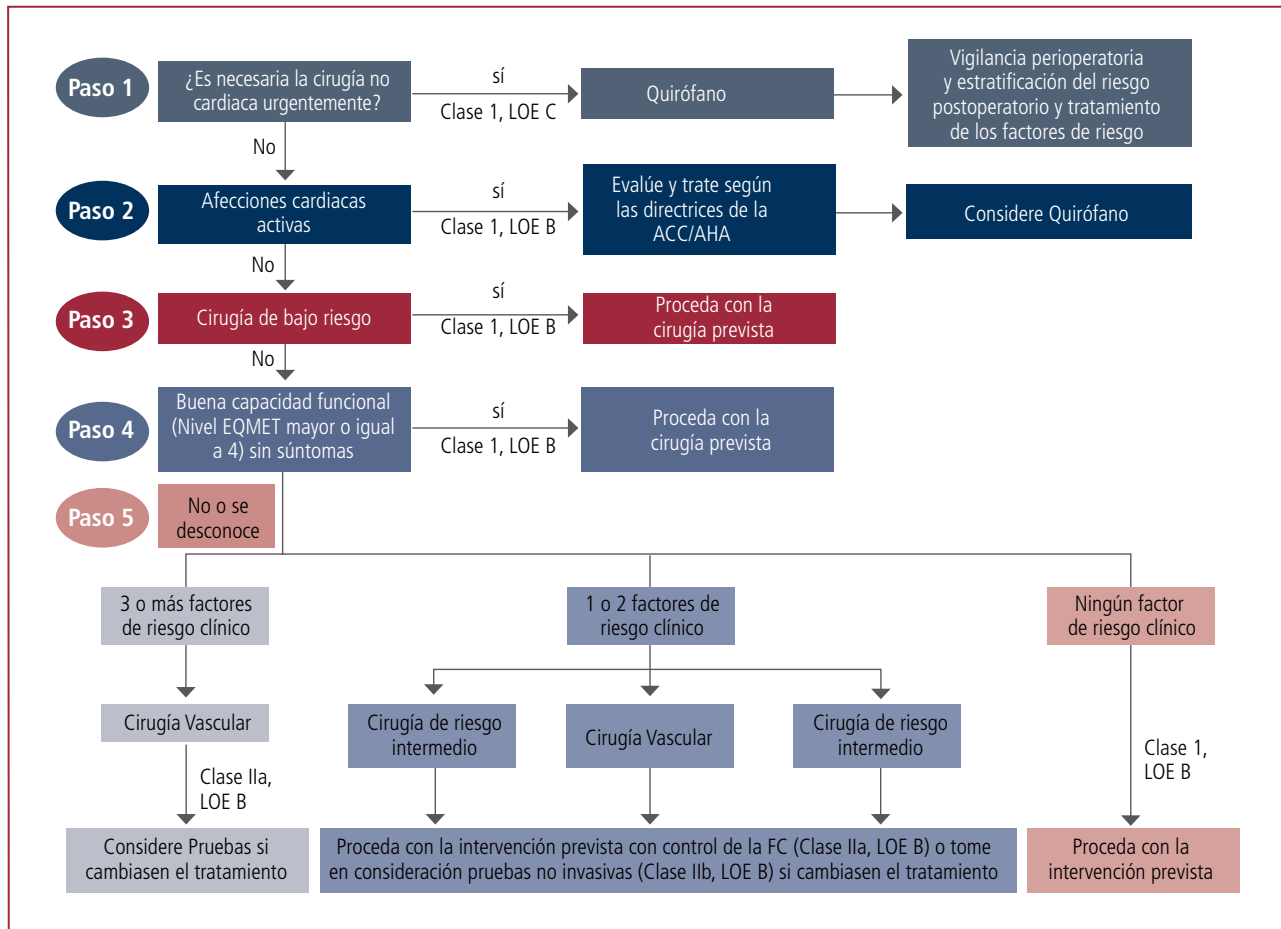 Paso 1
¿Es necesaria la cirugía no
cardiaca urgentemente?
sí
Clase 1, LOE C
Quirófano
Vigilancia perioperatoria
y estratificación del riesgo
postoperatorio y tratamiento
de los factores de riesgo
No
Paso 2
Afecciones cardiacas
activas
sí
Clase 1, LOE B
Evalúe y trate según
las directrices de la
ACC/AHA
Considere Quirófano
No
Paso 3
Cirugía de bajo riesgo
sí
Clase 1, LOE B
Proceda con la
cirugía prevista
No
Paso 4
Buena capacidad funcional
(Nivel EQMET mayor o igual
a 4) sin súntomas
sí
Clase 1, LOE B
Proceda con la
cirugía prevista
Paso 5
No o se
desconoce
3 o más factores
de riesgo clínico
1 o 2 factores de
riesgo clínico
Ningún factor
de riesgo clínico
Cirugía Vascular
Cirugía de riesgo
intermedio
Cirugía Vascular
Cirugía de riesgo
intermedio
Clase IIa,
LOE B
Clase 1,
LOE B
Considere Pruebas si
cambiasen el tratamiento
Proceda con la intervención prevista con control de la FC (Clase IIa, LOE B) o tome
en consideración pruebas no invasivas (Clase IIb, LOE B) si cambiasen el tratamiento
Proceda con la
intervención prevista